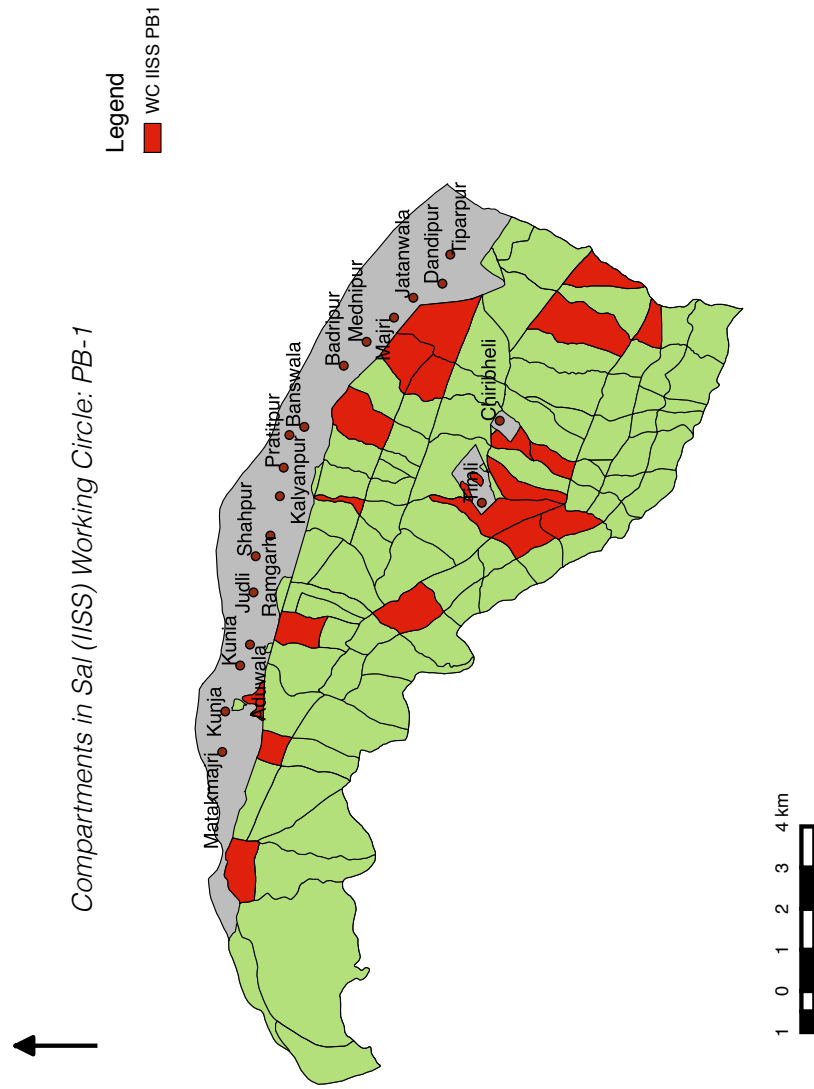 Compartments in Sal (IISS) Working Circle: PB-1
Legend
WC IISS PB1
Matakmajri
Kunja
Kunia
Aduwala
Judli
Shahpur
Ramgarh
Pratitpur
Kalyanpur
Banswala
Badripur
Mednipur
Majri
Jatanwala
Dandipur
Tiparpur
Chiribheli
Timli
1 0 1 2 3 4 km